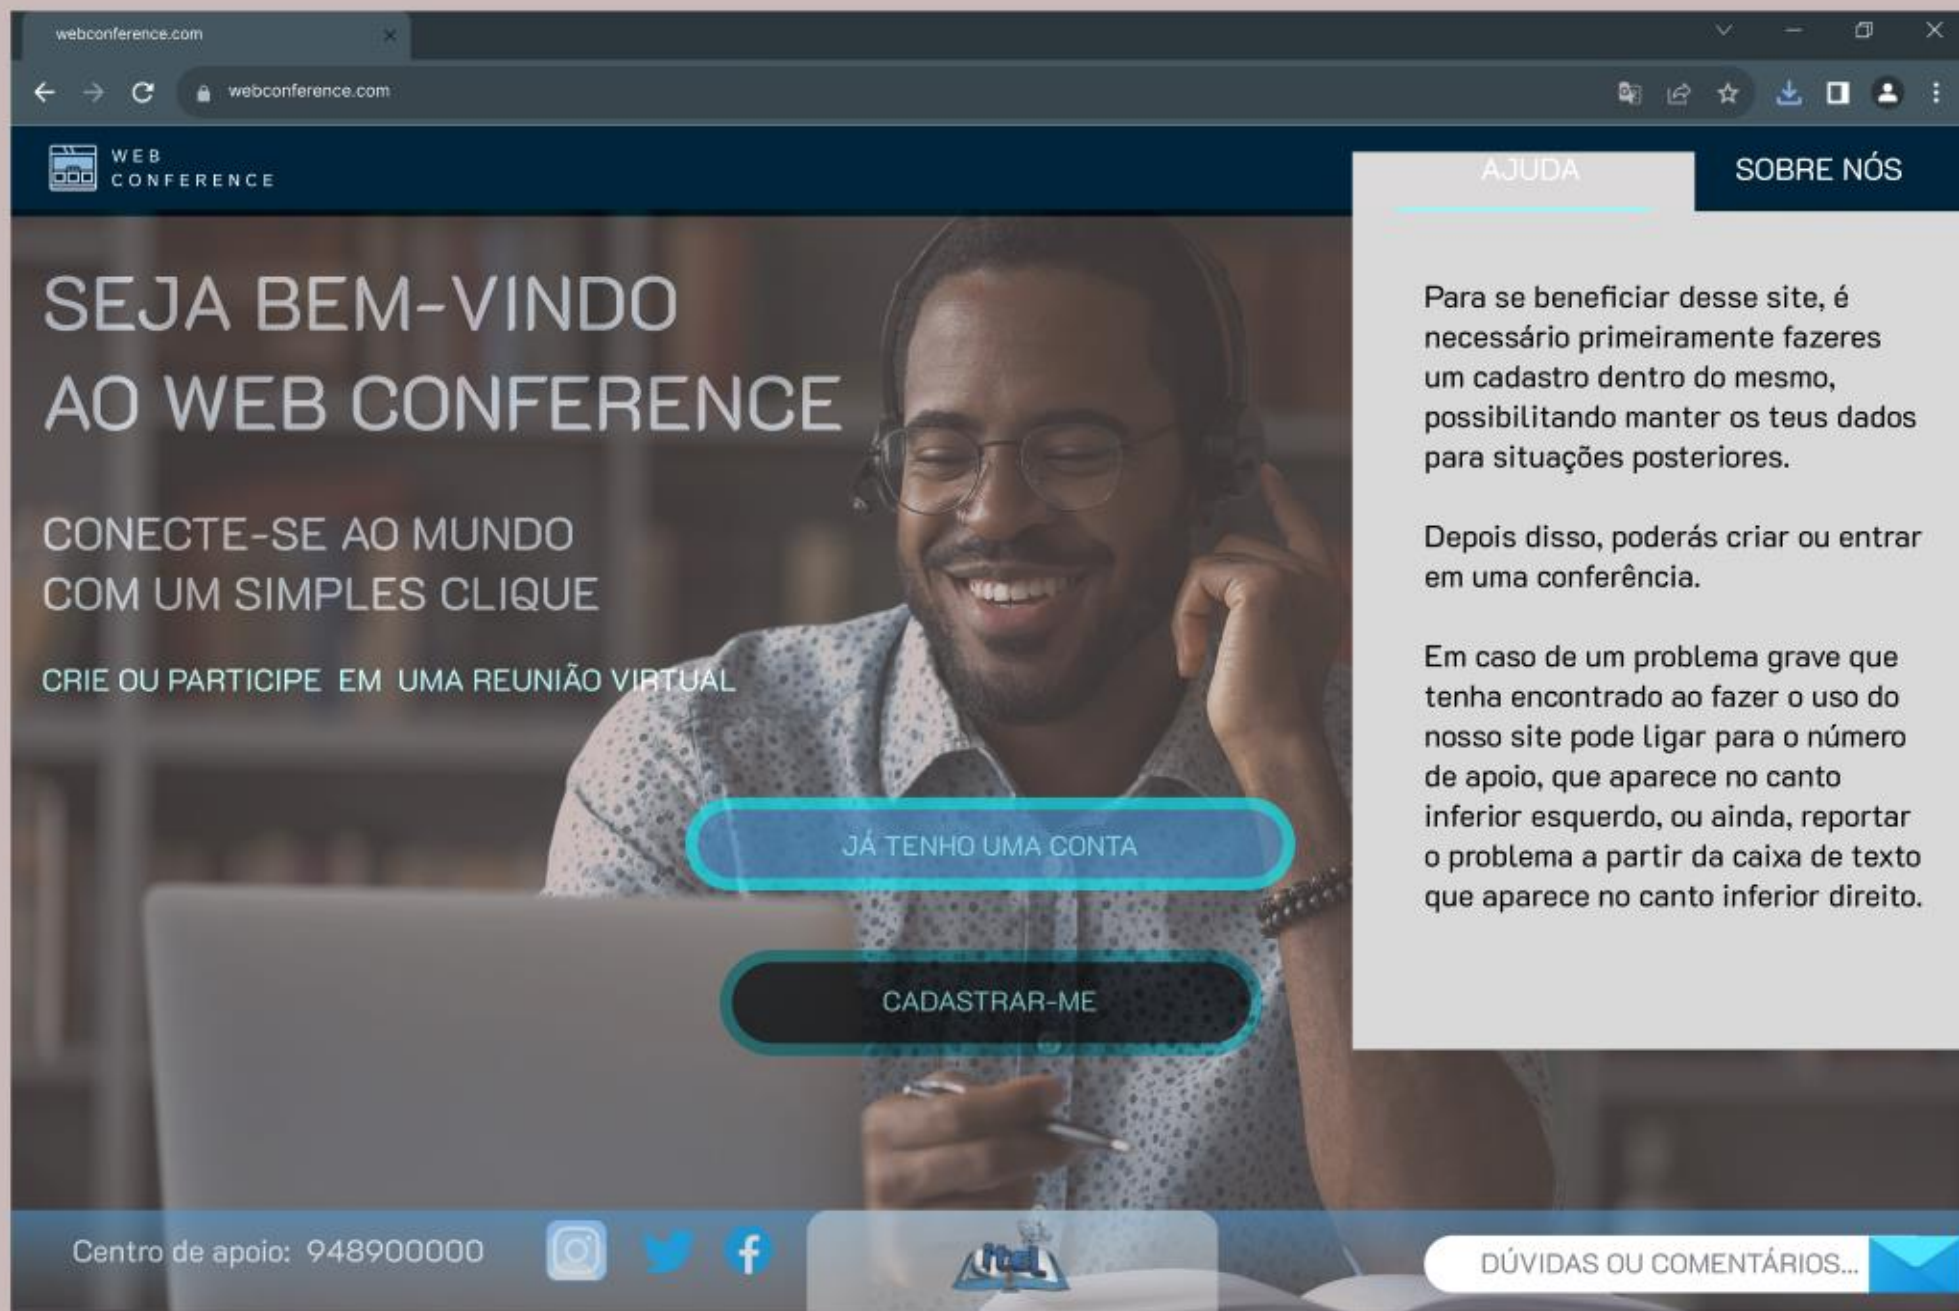 webconference.com
webconference.com
WEB
CONFERENCE
AJUDA
SOBRE NÓS
SEJA BEM-VINDO
AO WEB CONFERENCE
CONECTE-SE AO MUNDO
COM UM SIMPLES CLIQUE
CRIE OU PARTICIPE EM UMA REUNIÃO VIRTUAL
JÁ TENHO UMA CONTA
CADASTRAR-ME
Para se beneficiar desse site, é
necessário primeiramente fazeres
um cadastro dentro do mesmo,
possibilitando manter os teus dados
para situações posteriores.
Depois disso, poderás criar ou entrar
em uma conferência.
Em caso de um problema grave que
tenha encontrado ao fazer o uso do
nosso site pode ligar para o número
de apoio, que aparece no canto
inferior esquerdo, ou ainda, reportar
o problema a partir da caixa de texto
que aparece no canto inferior direito.
Centro de apoio: 948900000
itel
DÚVIDAS OU COMENTÁRIOS...